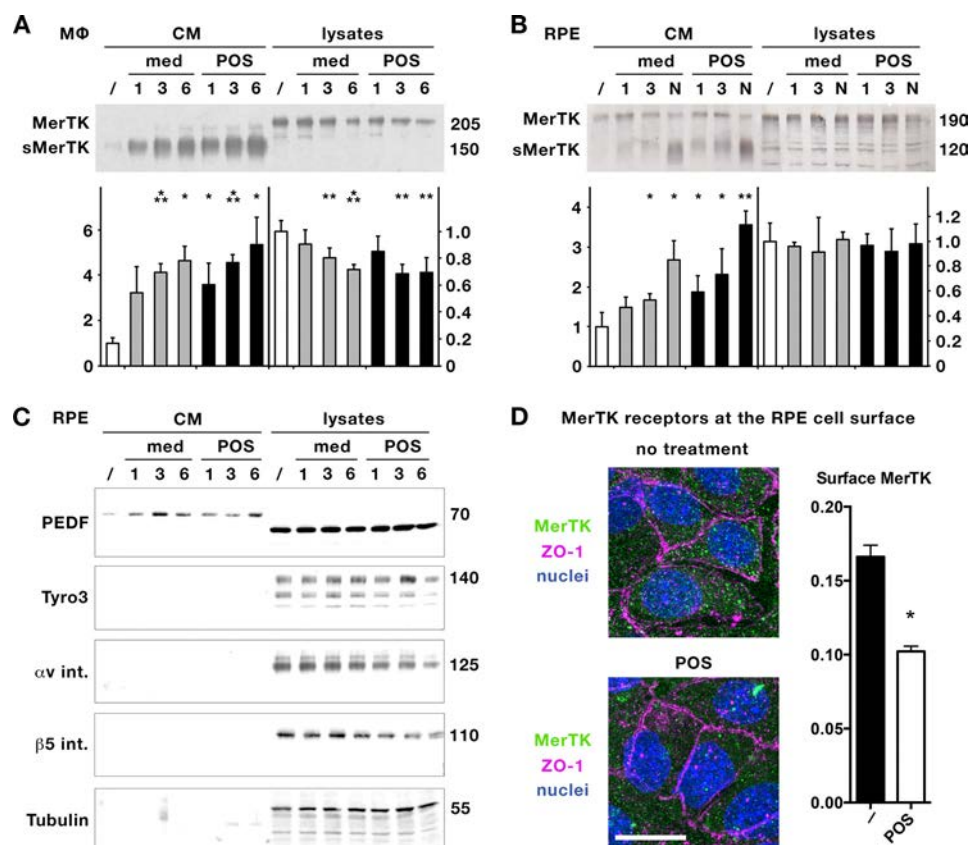 A MΦ CM lysates
med POS med POS
/ 1 3 6 1 3 6 / 1 3 6 1 3 6
MerTK 205
sMerTK 150
* ** * * * ** * ** * ** ** **
6 1.0
4 0.8
0.6
2 0.4
0.2
0 0
B RPE CM lysates
med POS med POS
/ 1 3 N 1 3 N / 1 3 N 1 3 N
MerTK 190
sMerTK 120
* * * * **
4 1.2
3 1.0
0.8
2 0.6
1 0.4
0.2
0 0
C RPE CM lysates
med POS med POS
/ 1 3 6 1 3 6 / 1 3 6 1 3 6
PEDF 70
Tyro3 140
αv int. 125
β5 int. 110
Tubulin 55
D MerTK receptors at the RPE cell surface
no treatment
MerTK
ZO-1
nuclei
POS
MerTK
ZO-1
nuclei
Surface MerTK
0.20
0.15
*
0.10
0.05
0.00
/ POS